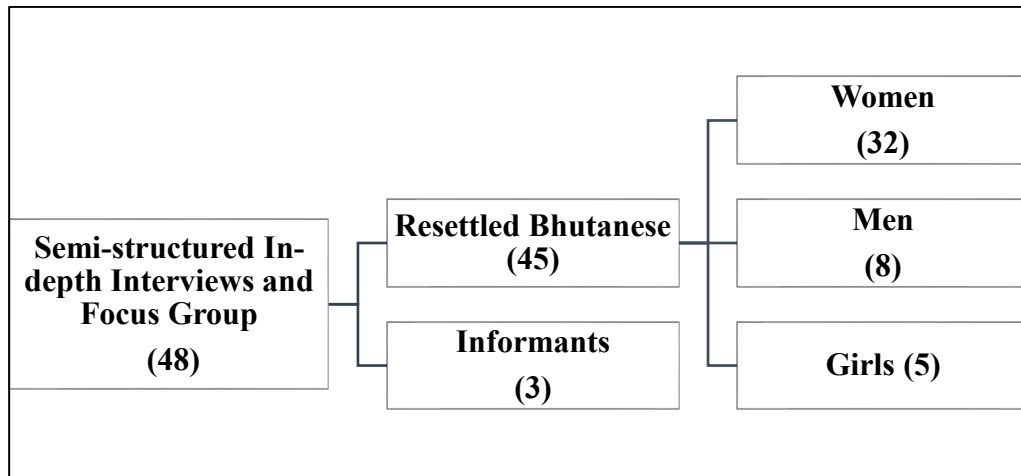 Semi-structured In-
depth Interviews and
Focus Group
(48)
Resettled Bhutanese
(45)
Informants
(3)
Women
(32)
Men
(8)
Girls (5)